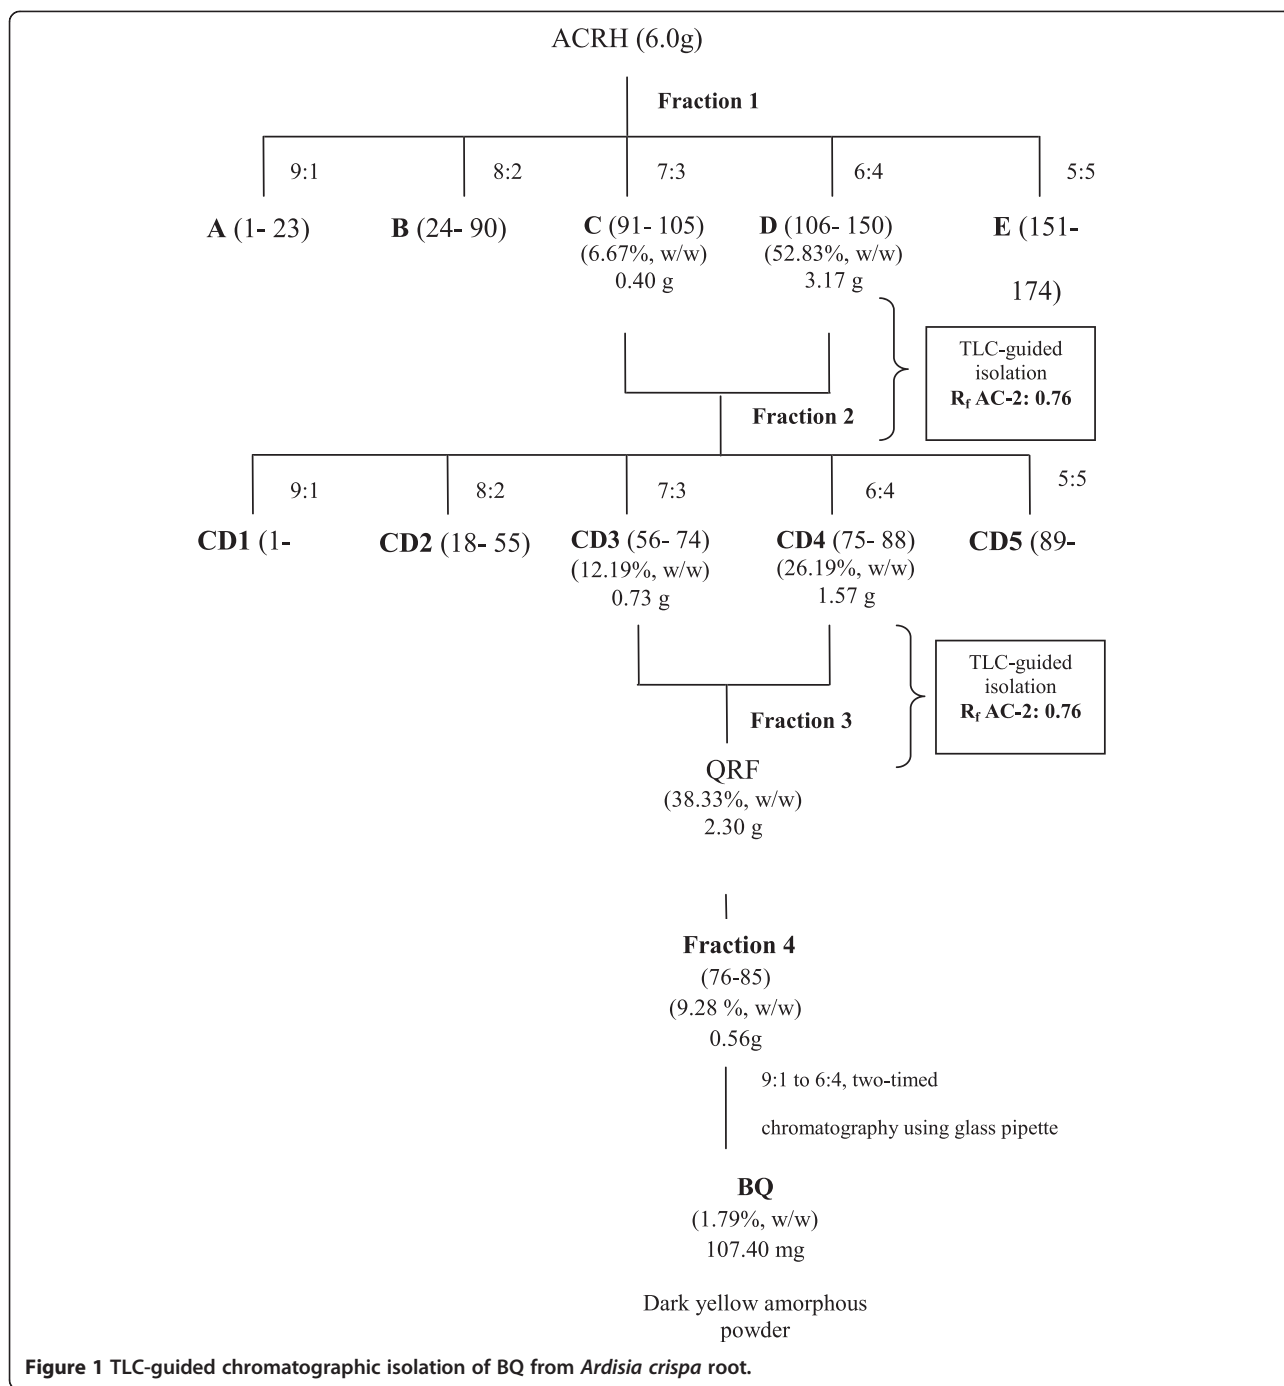 ACRH (6.0g)
Fraction 1
9:1
8:2
7:3
6:4
5:5
A (1- 23)
B (24- 90)
C (91- 105)
(6.67%, w/w)
0.40 g
D (106- 150)
(52.83%, w/w)
3.17 g
E (151-
174)
TLC-guided
isolation
Rf AC-2: 0.76
Fraction 2
9:1
8:2
7:3
6:4
5:5
CD1 (1-
CD2 (18- 55)
CD3 (56- 74)
(12.19%, w/w)
0.73 g
CD4 (75- 88)
(26.19%, w/w)
1.57 g
CD5 (89-
TLC-guided
isolation
Rf AC-2: 0.76
Fraction 3
QRF
(38.33%, w/w)
2.30 g
Fraction 4
(76-85)
(9.28 %, w/w)
0.56g
9:1 to 6:4, two-timed
chromatography using glass pipette
BQ
(1.79%, w/w)
107.40 mg
Dark yellow amorphous
powder
Figure 1 TLC-guided chromatographic isolation of BQ from Ardisia crispa root.